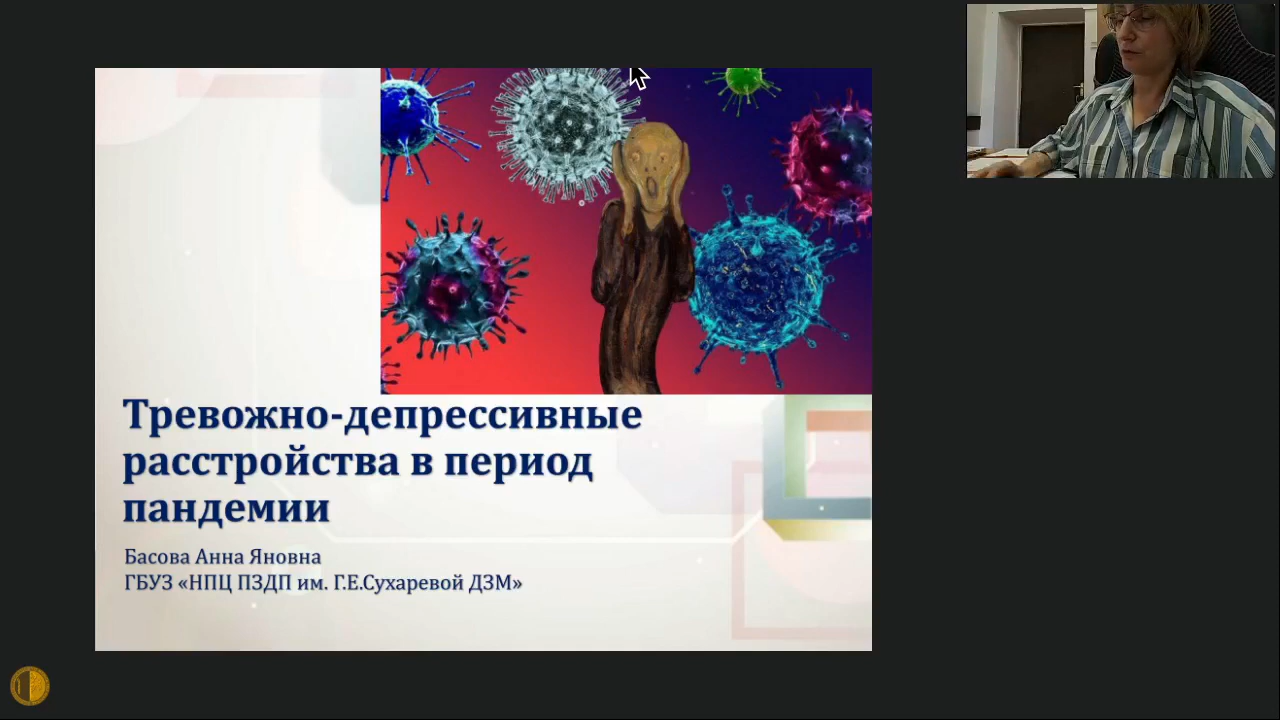 Тревожно-депрессивные
расстройства в период
пандемии
Басова Анна Яновна
ГБУЗ «НПЦ ПЗДП им. Г.Е.Сухаревой ДЗМ»